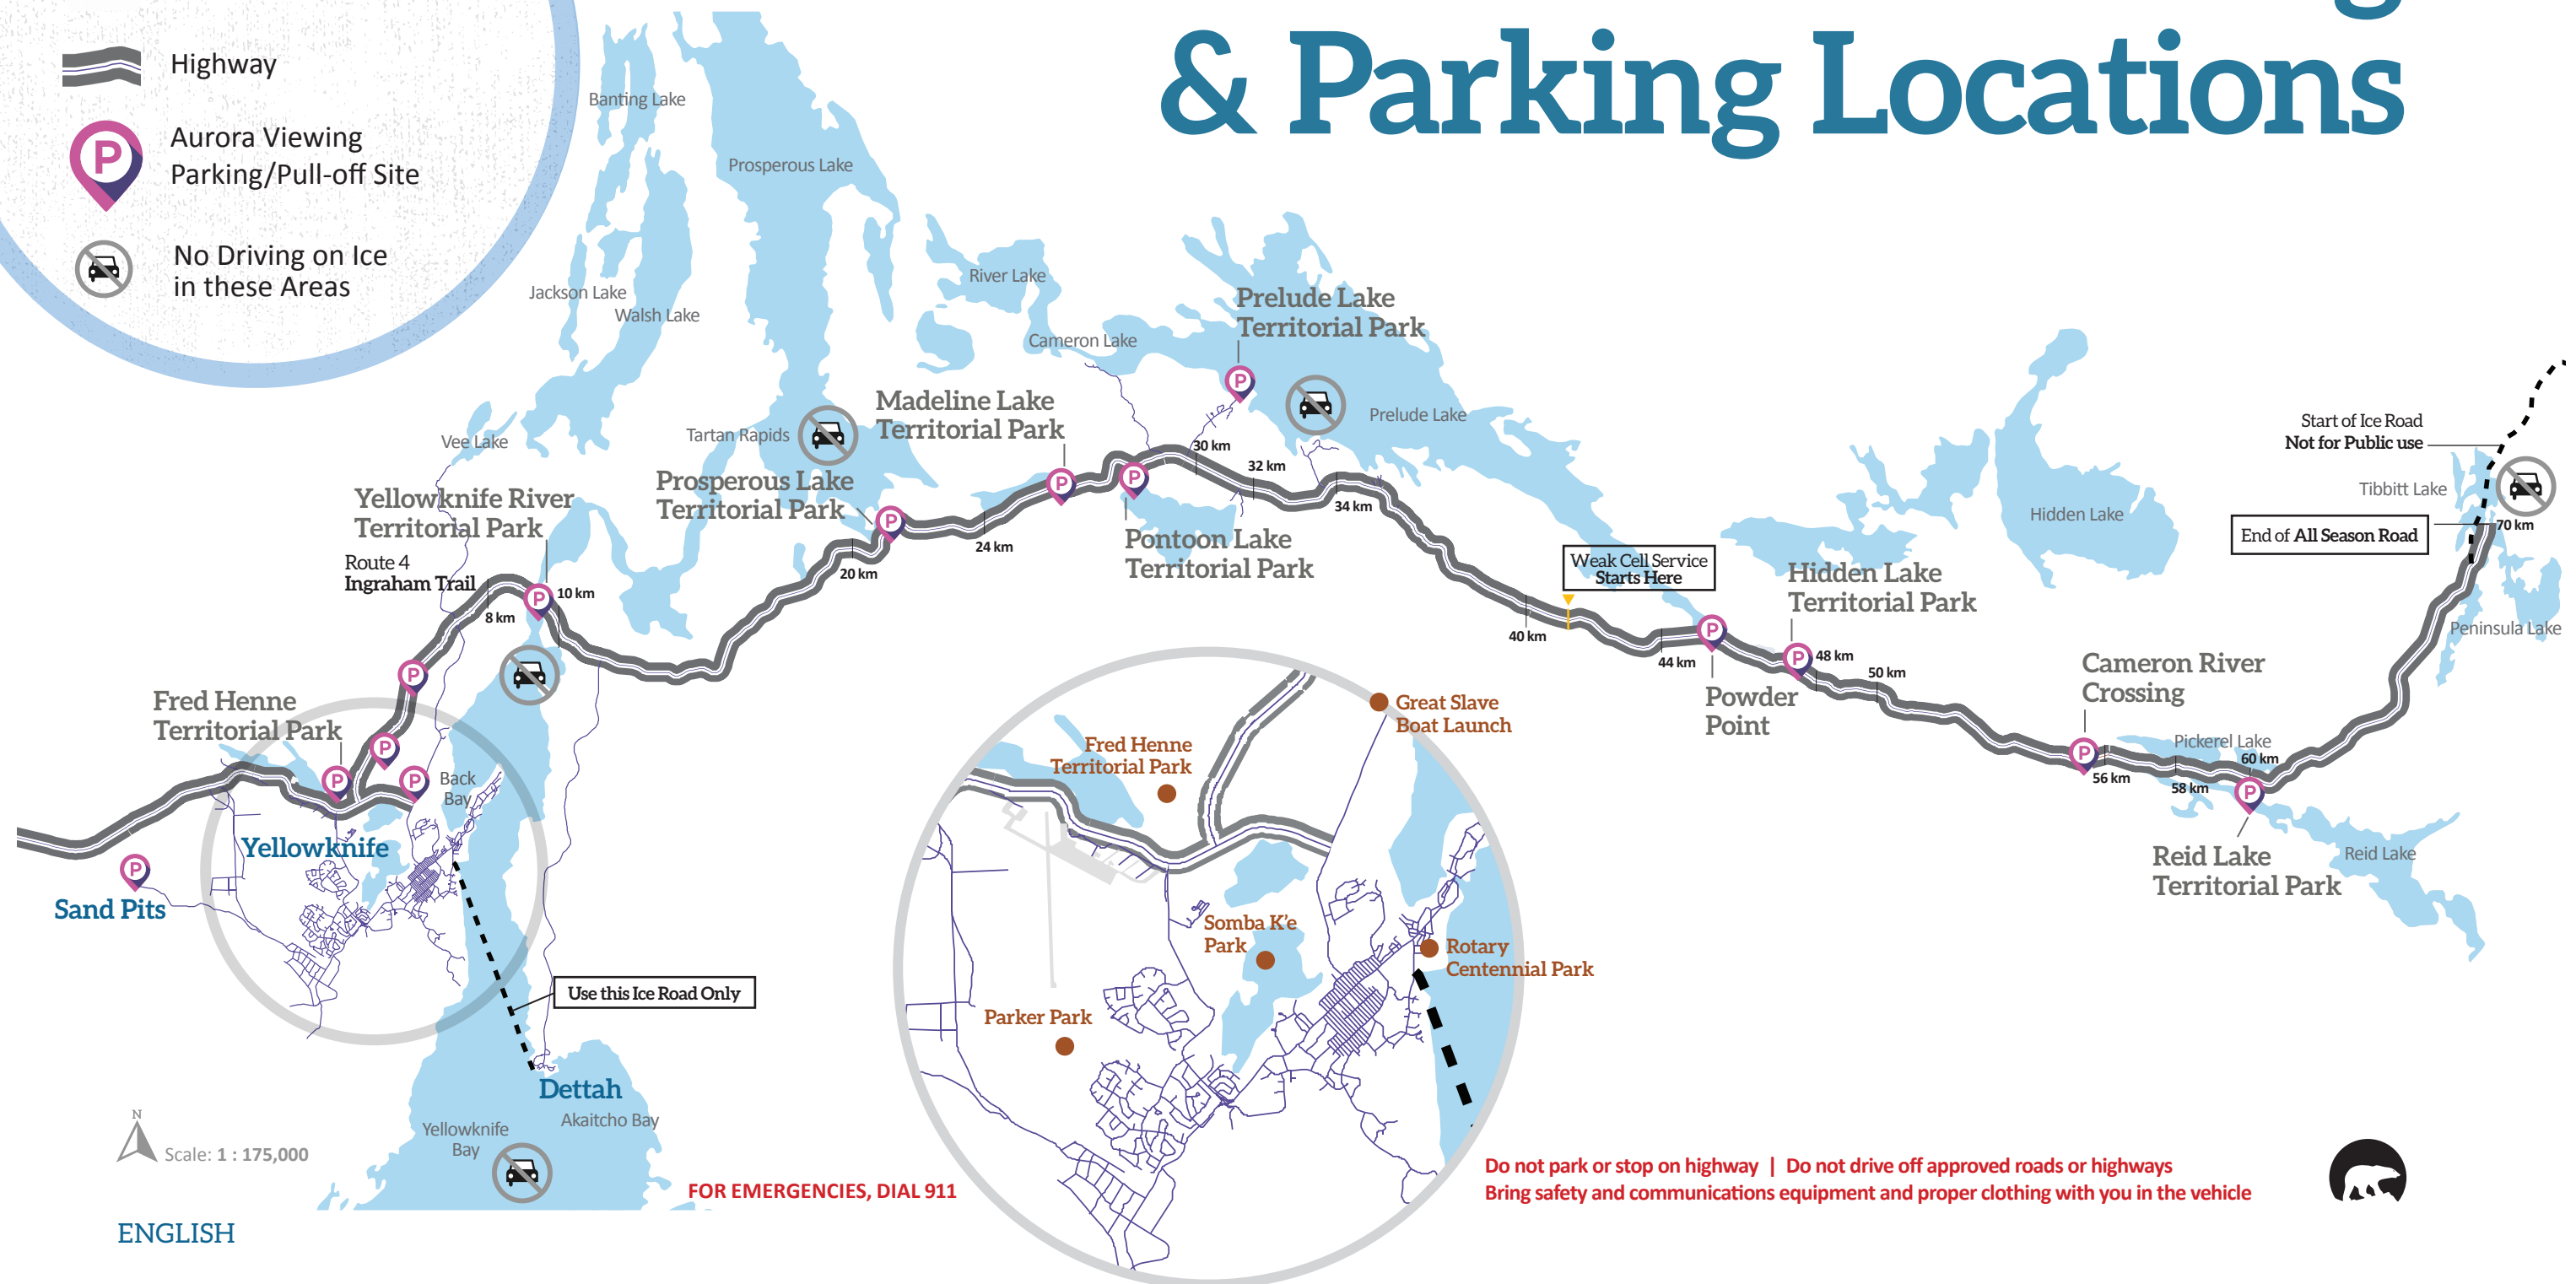 & Parking Locations
Highway
Aurora Viewing
Parking/Pull-off Site
P
No Driving on Ice
in these Areas
Banting Lake
Prosperous Lake
Jackson Lake
Walsh Lake
River Lake
Cameron Lake
Prelude Lake
Territorial Park
P
Prelude Lake
Vee Lake
Tartan Rapids
Madeline Lake
Territorial Park
P
Prosperous Lake
Territorial Park
P
Yellowknife River
Territorial Park
P
Route 4
Ingraham Trail
8 km
10 km
20 km
24 km
P
Pontoon Lake
Territorial Park
30 km
32 km
34 km
40 km
Weak Cell Service
Starts Here
44 km
P
Powder
Point
Hidden Lake
Territorial Park
P
48 km
50 km
Hidden Lake
Start of Ice Road
Not for Public use
Tibbitt Lake
End of All Season Road
70 km
Peninsula Lake
Cameron River
Crossing
P
56 km
58 km
Pickerel Lake
60 km
P
Reid Lake
Territorial Park
Reid Lake
Fred Henne
Territorial Park
P
P
P
P
Back
Bay
Yellowknife
P
Sand Pits
Use this Ice Road Only
Dettah
Akaitcho Bay
Yellowknife
Bay
Great Slave
Boat Launch
Fred Henne
Territorial Park
Somba K'e
Park
Rotary
Centennial Park
Parker Park
N
Scale: 1 : 175,000
FOR EMERGENCIES, DIAL 911
Do not park or stop on highway | Do not drive off approved roads or highways
Bring safety and communications equipment and proper clothing with you in the vehicle
ENGLISH